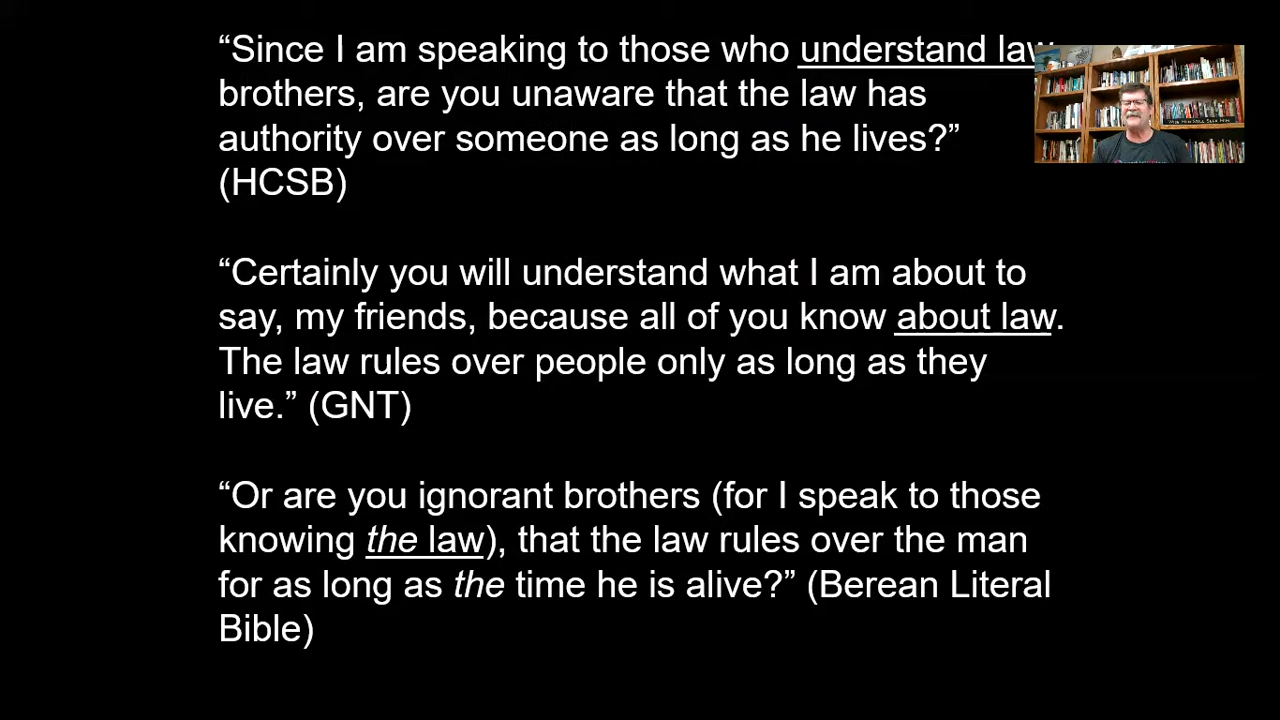 “Since I am speaking to those who understand law
brothers, are you unaware that the law has
authority over someone as long as he lives?”
(HCSB)
“Certainly you will understand what I am about to
say, my friends, because all of you know about law.
The law rules over people only as long as they
live.” (GNT)
“Or are you ignorant brothers (for I speak to those
knowing the law), that the law rules over the man
for as long as the time he is alive?” (Berean Literal
Bible)